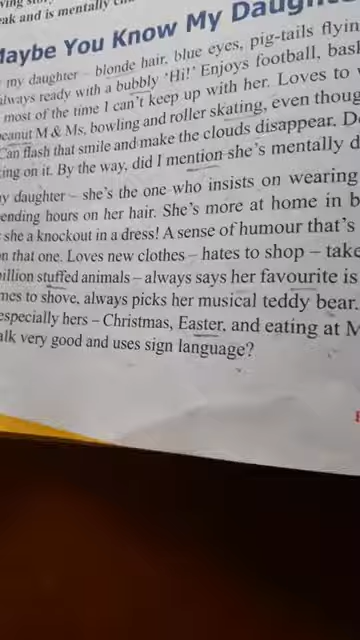 eak and is mentally
Maybe You Know My Daught
my daughter – blonde hair, blue eyes, pig-tails flyin
always ready with a bubbly ‘Hi!’ Enjoys football, bask
most of the time I can’t keep up with her. Loves to
eanut M & Ms, bowling and roller skating, even thoug
Can flash that smile and make the clouds disappear. D
ing on it. By the way, did I mention she’s mentally d
y daughter – she’s the one who insists on wearing
ending hours on her hair. She’s more at home in b
she a knockout in a dress! A sense of humour that’s
n that one. Loves new clothes – hates to shop – take
illion stuffed animals – always says her favourite is
mes to shove, always picks her musical teddy bear.
especially hers – Christmas, Easter, and eating at M
alk very good and uses sign language?